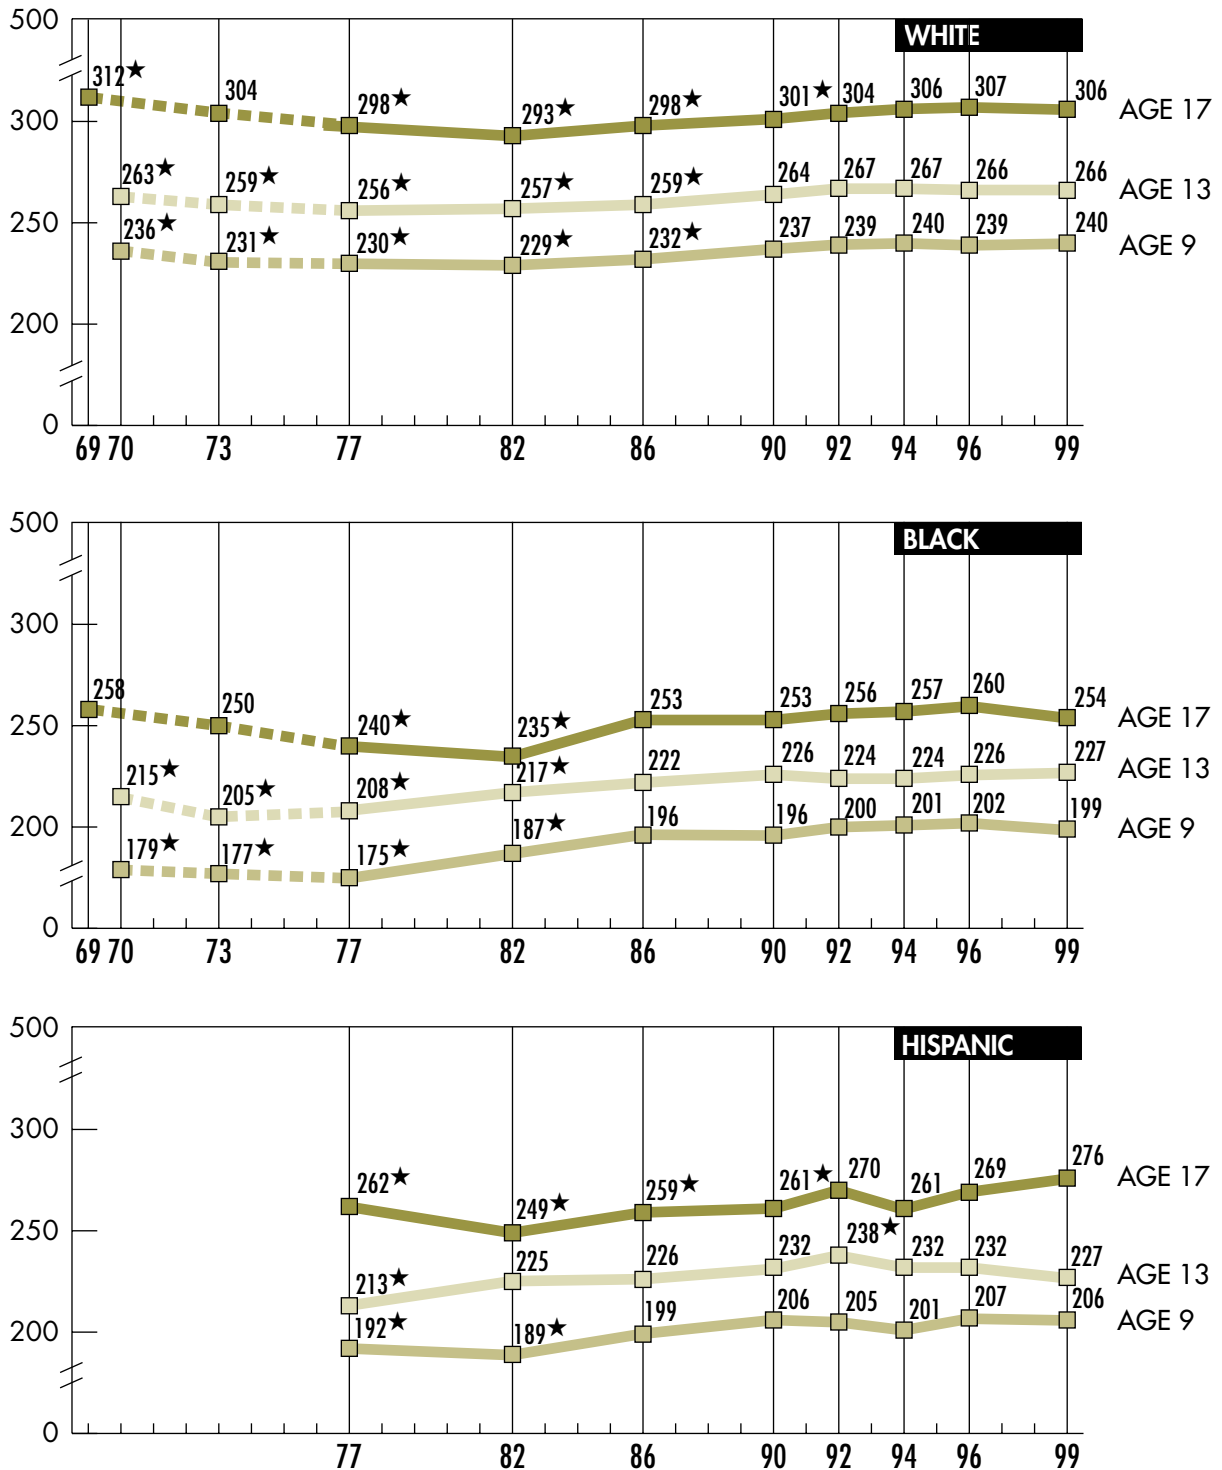 500
WHITE
312★ 304 298★ 293★ 298★ 301★ 304 306 307 306 AGE 17
300
263★ 259★ 256★ 257★ 259★ 264 267 267 266 266 AGE 13
250
236★ 231★ 230★ 229★ 232★ 237 239 240 239 240 AGE 9
200
0
69 70 73 77 82 86 90 92 94 96 99
500
BLACK
300
258 250 240★ 235★ 253 253 256 257 260 254 AGE 17
250
215★ 205★ 208★ 217★ 222 226 224 224 226 227 AGE 13
200
179★ 177★ 175★ 187★ 196 196 200 201 202 199 AGE 9
0
69 70 73 77 82 86 90 92 94 96 99
500
HISPANIC
300
262★ 249★ 259★ 261★ 270 261 269 276 AGE 17
250
213★ 225 226 232 238★ 232 232 227 AGE 13
192★ 189★ 199 206 205 201 207 206 AGE 9
200
0
77 82 86 90 92 94 96 99